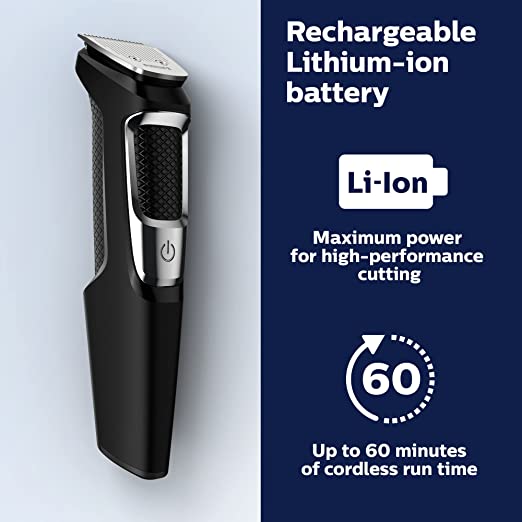 Rechargeable
Lithium-ion
battery
Li-Ion
Maximum power
for high-performance
cutting
60
Up to 60 minutes
of cordless run time